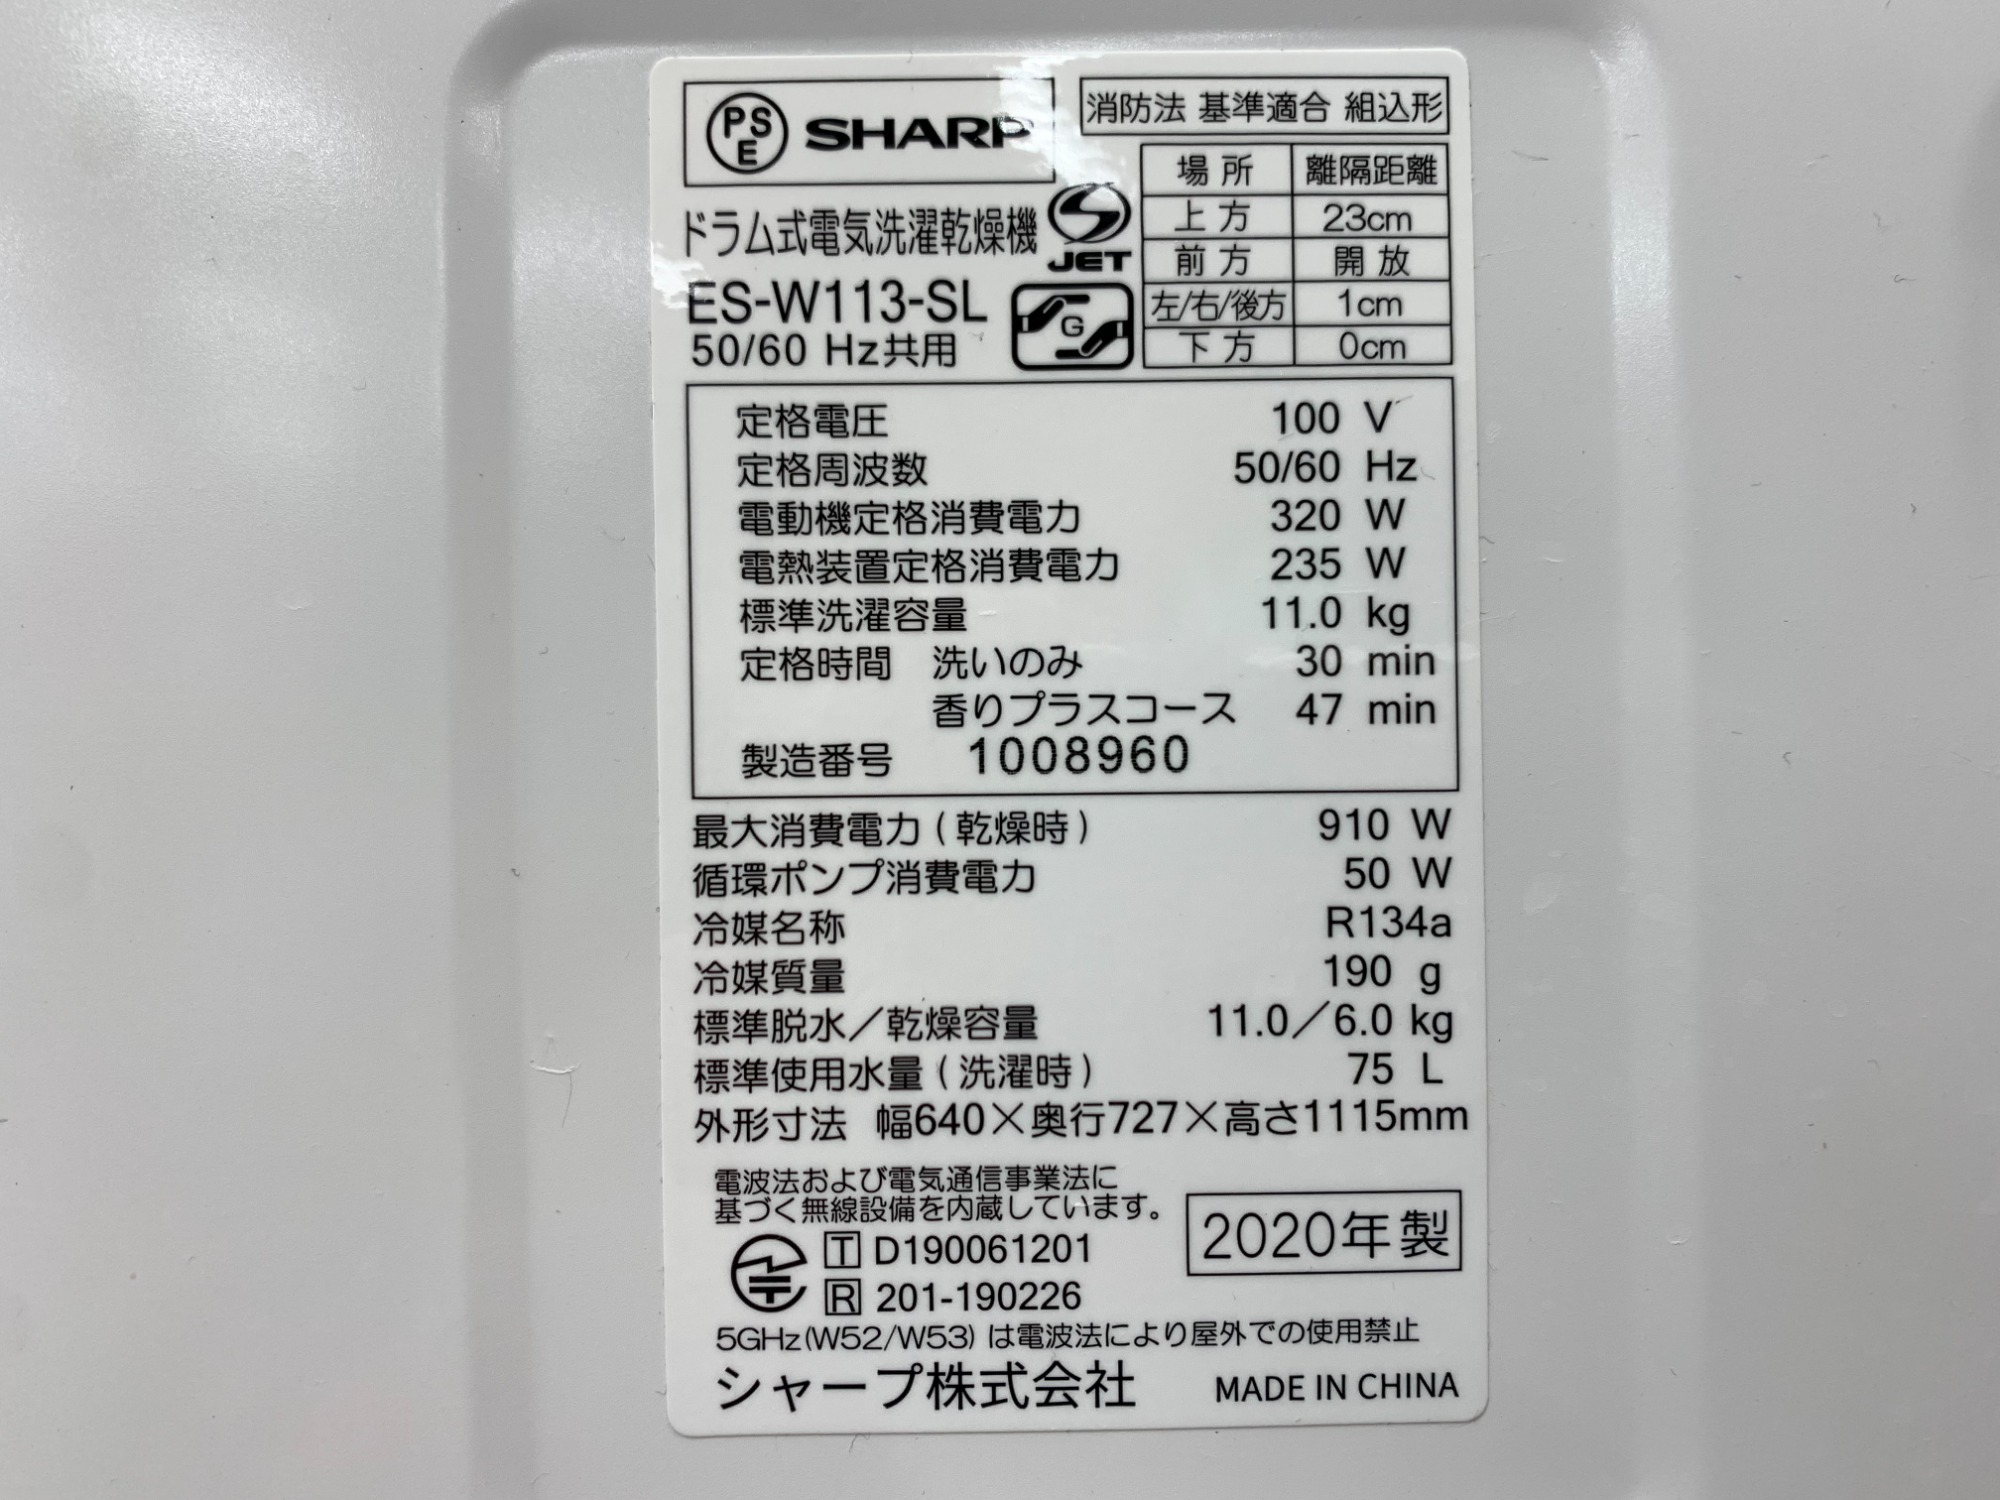 PSE SHARP
消防法 基準適合 組込形
場所 離隔距離
上方 23cm
前方 開放
左/右/後方 1cm
下方 0cm
ドラム式電気洗濯乾燥機
JET
ES-W113-SL
G
50/60 Hz共用
定格電圧 100 V
定格周波数 50/60 Hz
電動機定格消費電力 320 W
電熱装置定格消費電力 235 W
標準洗濯容量 11.0 kg
定格時間 洗いのみ 30 min
香りプラスコース 47 min
製造番号 1008960
最大消費電力(乾燥時) 910 W
循環ポンプ消費電力 50 W
冷媒名称 R134a
冷媒質量 190 g
標準脱水/乾燥容量 11.0/6.0 kg
標準使用水量(洗濯時) 75 L
外形寸法 幅640×奥行727×高さ1115mm
電波法および電気通信事業法に
基づく無線設備を内蔵しています。
T D190061201
R 201-190226
2020年製
5GHz(W52/W53)は電波法により屋外での使用禁止
シャープ株式会社 MADE IN CHINA